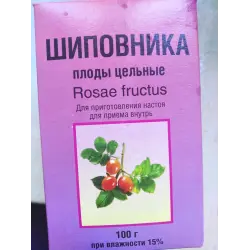 ШИПОВНИКА
плоды цельные
Rosae fructus
Для приготовления настоя
для приема внутрь
100 г
при влажности 15%